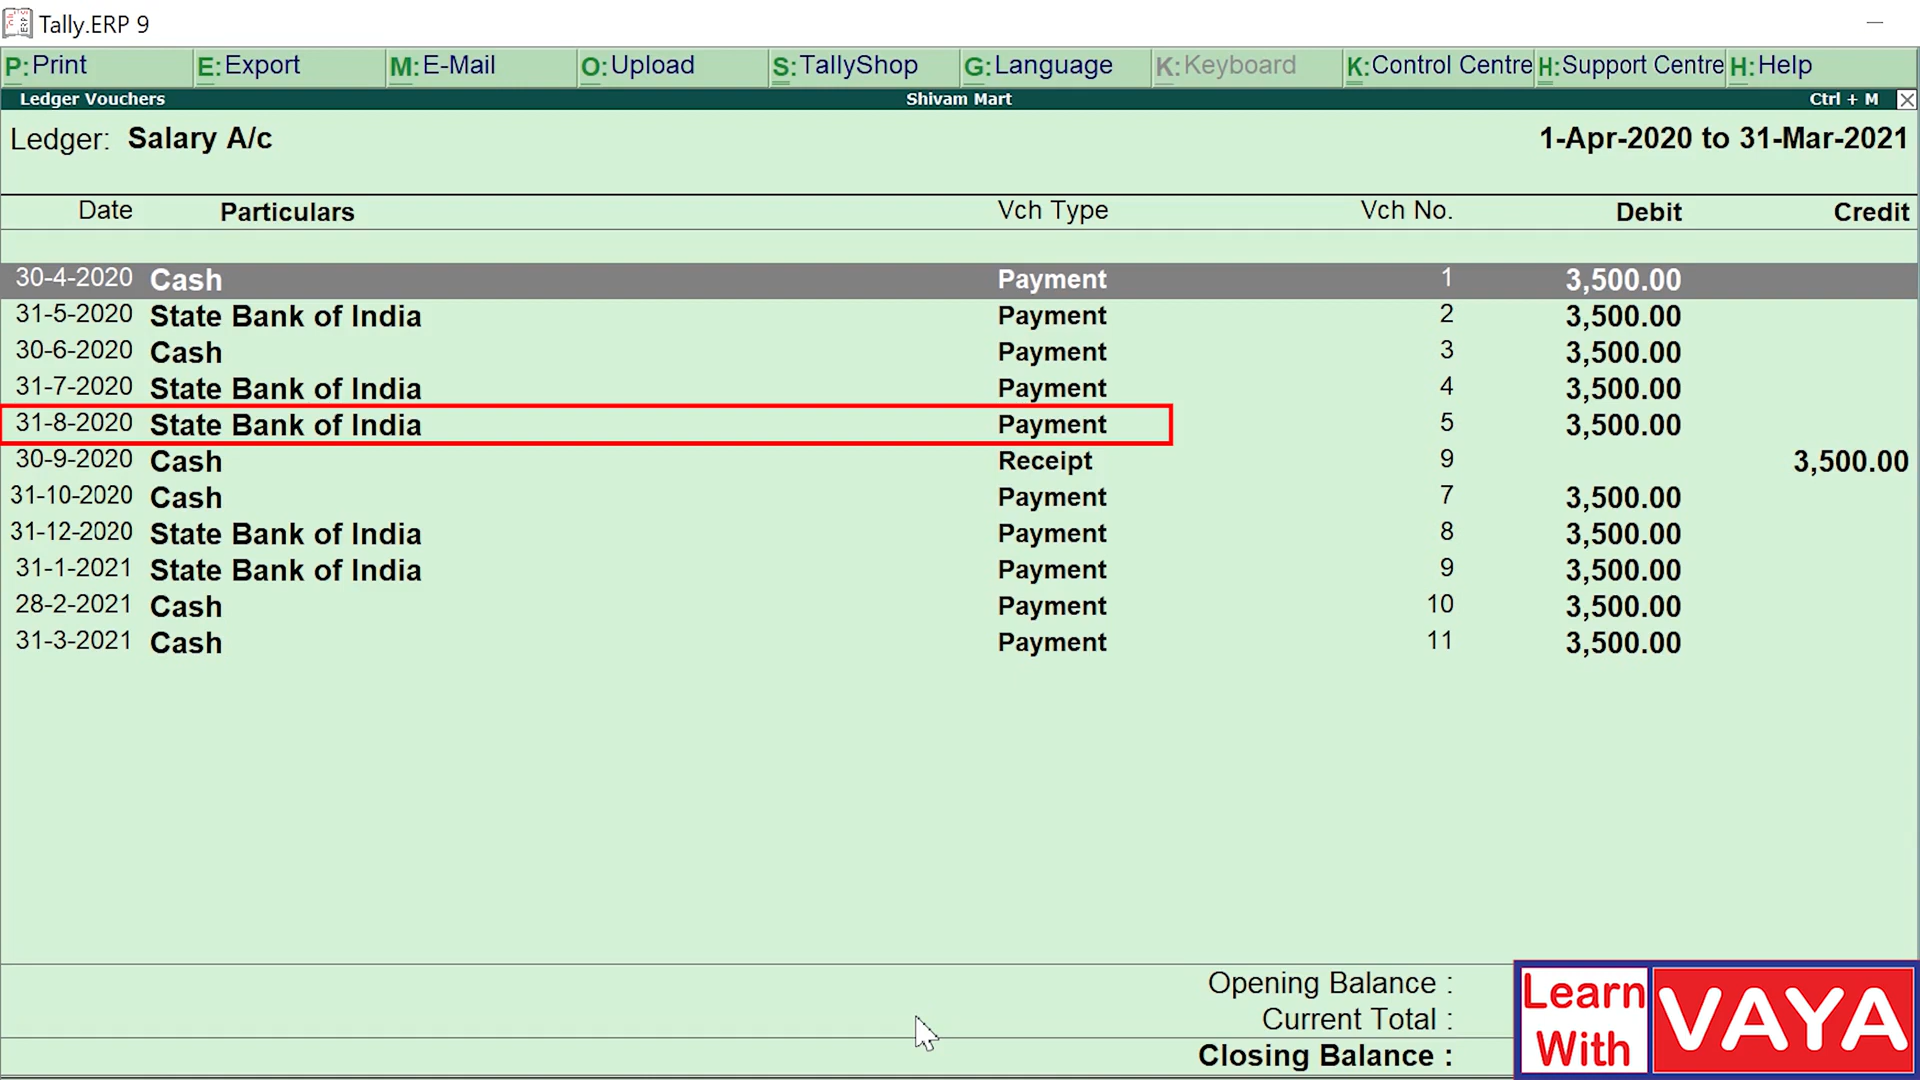 Tally.ERP 9
P:Print E:Export M:E-Mail O:Upload S:TallyShop G:Language K:Keyboard K:Control Centre H:Support Centre H:Help
Ledger Vouchers Shivam Mart Ctrl + M
Ledger: Salary A/c 1-Apr-2020 to 31-Mar-2021
Date Particulars Vch Type Vch No. Debit Credit
30-4-2020 Cash Payment 1 3,500.00
31-5-2020 State Bank of India Payment 2 3,500.00
30-6-2020 Cash Payment 3 3,500.00
31-7-2020 State Bank of India Payment 4 3,500.00
31-8-2020 State Bank of India Payment 5 3,500.00
30-9-2020 Cash Receipt 9 3,500.00
31-10-2020 Cash Payment 7 3,500.00
31-12-2020 State Bank of India Payment 8 3,500.00
31-1-2021 State Bank of India Payment 9 3,500.00
28-2-2021 Cash Payment 10 3,500.00
31-3-2021 Cash Payment 11 3,500.00
Opening Balance :
Current Total :
Closing Balance :
Learn
With
VAYA